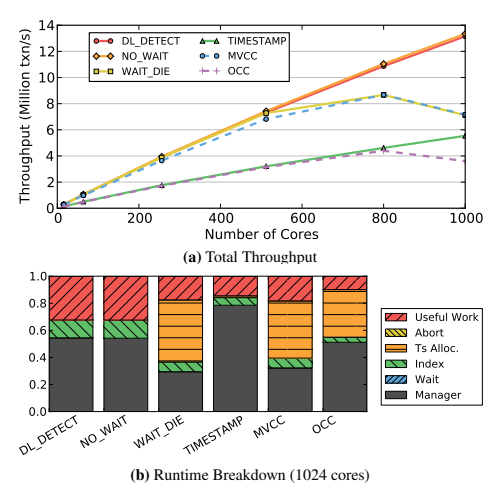 14
12
10
8
6
4
2
0
Throughput (Million txn/s)
DL_DETECT
NO_WAIT
WAIT_DIE
TIMESTAMP
MVCC
OCC
0 200 400 600 800 1000
Number of Cores
(a) Total Throughput
1.0
0.8
0.6
0.4
0.2
0.0
DL_DETECT
NO_WAIT
WAIT_DIE
TIMESTAMP
MVCC
OCC
Useful Work
Abort
Ts Alloc.
Index
Wait
Manager
(b) Runtime Breakdown (1024 cores)